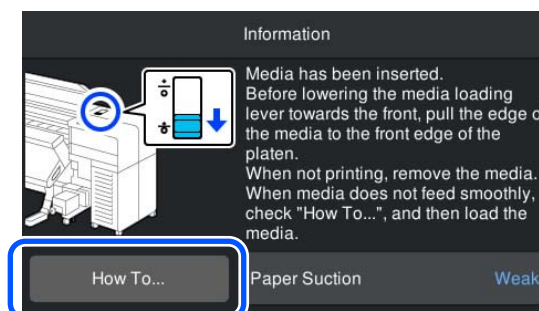 Information
Media has been inserted.
Before lowering the media loading
lever towards the front, pull the edge
the media to the front edge of the
platen.
When not printing, remove the media.
When media does not feed smoothly,
check "How To...", and then load the
media.
How To...
Paper Suction
Weak